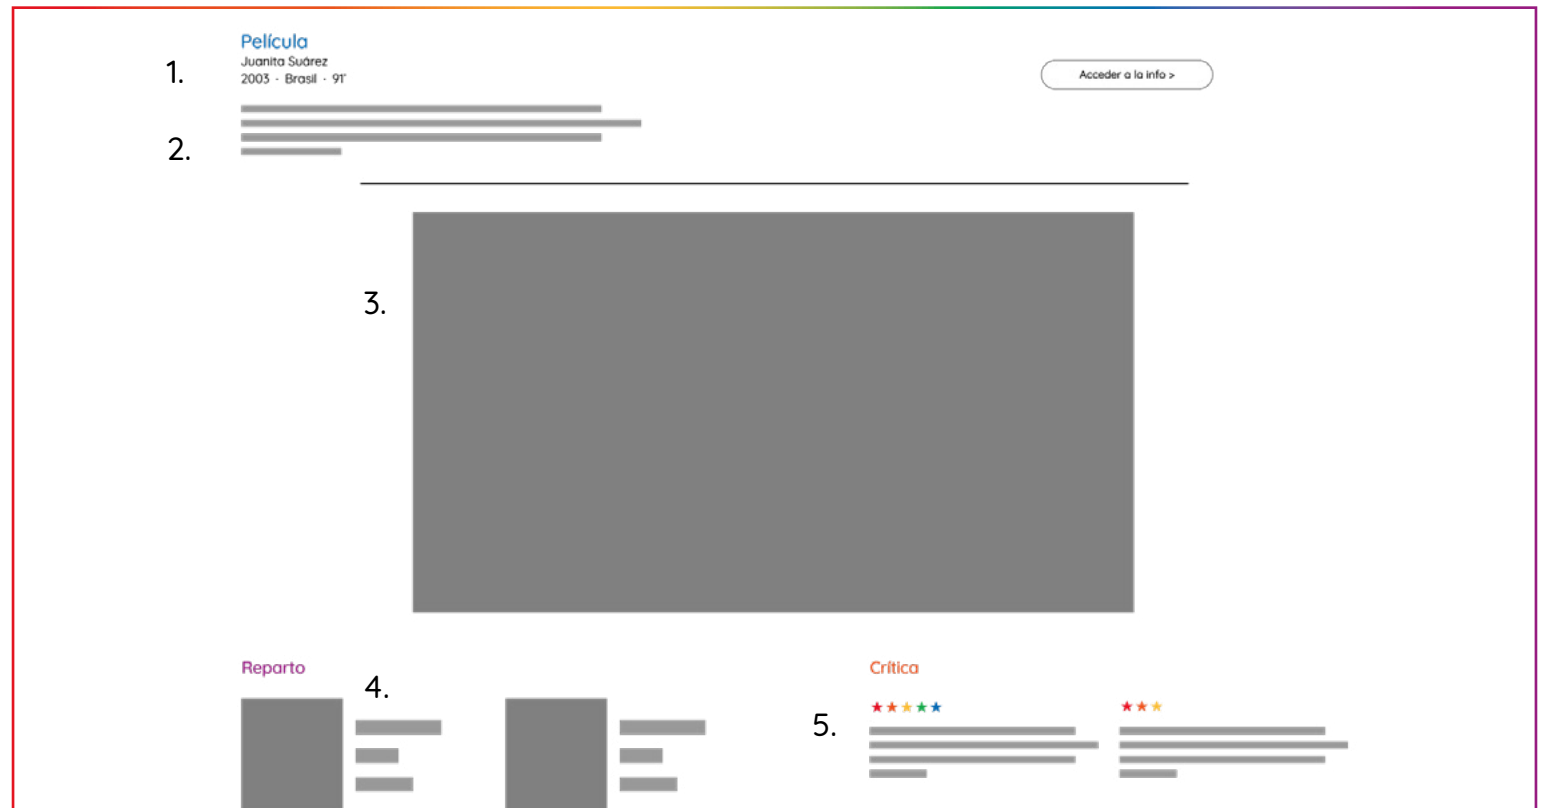 Película
1.
Juanita Suárez
2003 · Brasil · 91'
Acceder a la info >
2.
3.
Reparto
Crítica
4.
5.